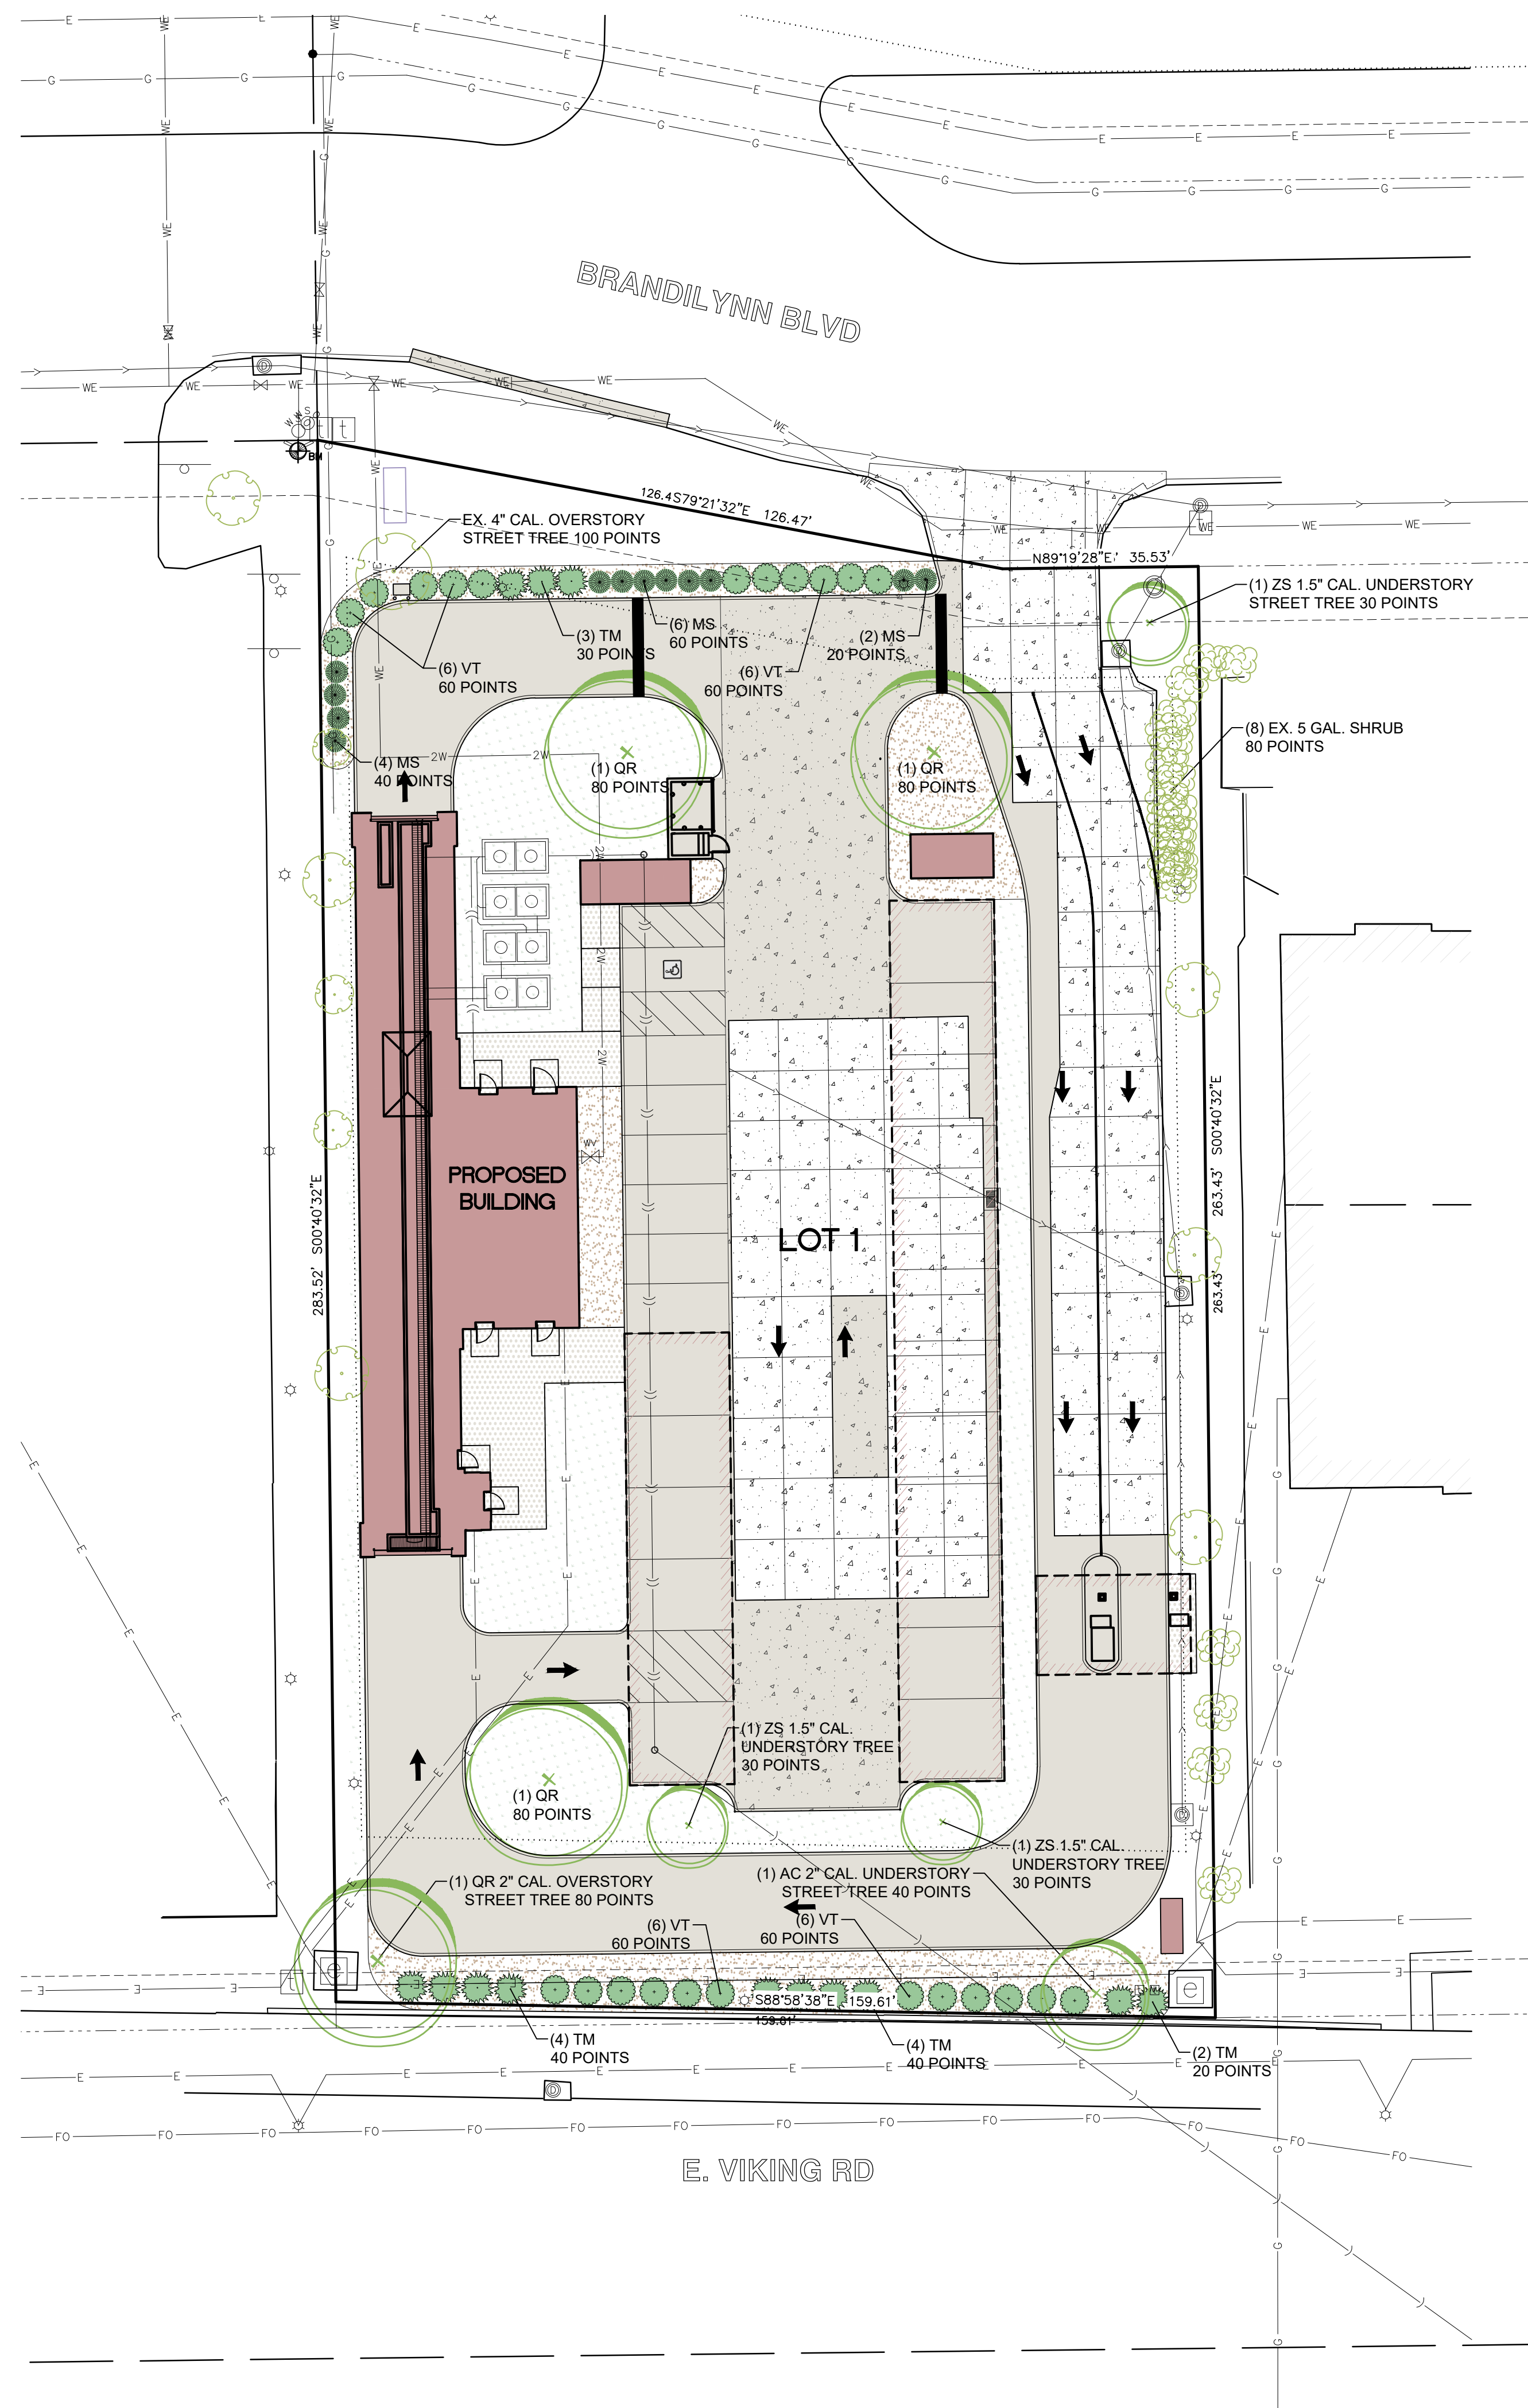 BRANDILYNN BLVD
BM
126.4S79°21'32"E 126.47'
EX. 4" CAL. OVERSTORY
STREET TREE 100 POINTS
N89°19'28"E,' 35.53'
(1) ZS 1.5" CAL. UNDERSTORY
STREET TREE 30 POINTS
(3) TM
30 POINTS
(6) MS
60 POINTS
(2) MS
20 POINTS
(6) VT
60 POINTS
(6) VT
60 POINTS
(8) EX. 5 GAL. SHRUB
80 POINTS
(4) MS
40 POINTS
(1) QR
80 POINTS
(1) QR
80 POINTS
PROPOSED
BUILDING
LOT 1
283.52' S00°40'32"E
263.43' S00°40'32"E
263.43'
WV
(1) ZS 1.5" CAL.
UNDERSTORY TREE
30 POINTS
(1) QR
80 POINTS
(1) ZS 1.5" CAL.
UNDERSTORY TREE
30 POINTS
(1) QR 2" CAL. OVERSTORY
STREET TREE 80 POINTS
(1) AC 2" CAL. UNDERSTORY
STREET TREE 40 POINTS
(6) VT
60 POINTS
(6) VT
60 POINTS
S88°58'38"E 159.61'
159.61'
(4) TM
40 POINTS
(4) TM
40 POINTS
(2) TM
20 POINTS
E. VIKING RD